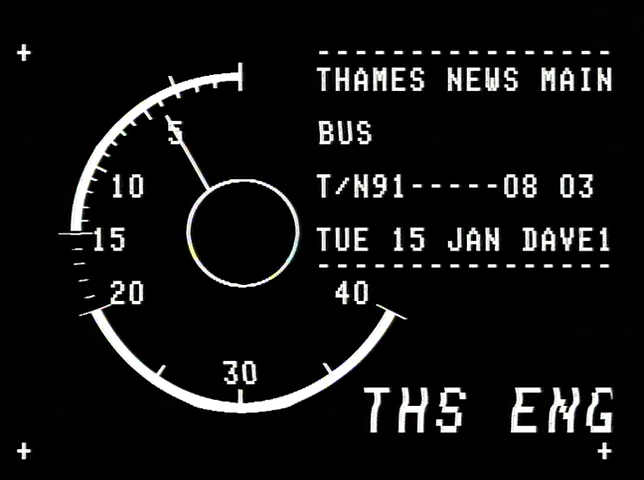 ----------------
THAMES NEWS MAIN
BUS
T/N91-----08 03
TUE 15 JAN DAVE1
----------------
5
10
15
20
30
40
THS ENG